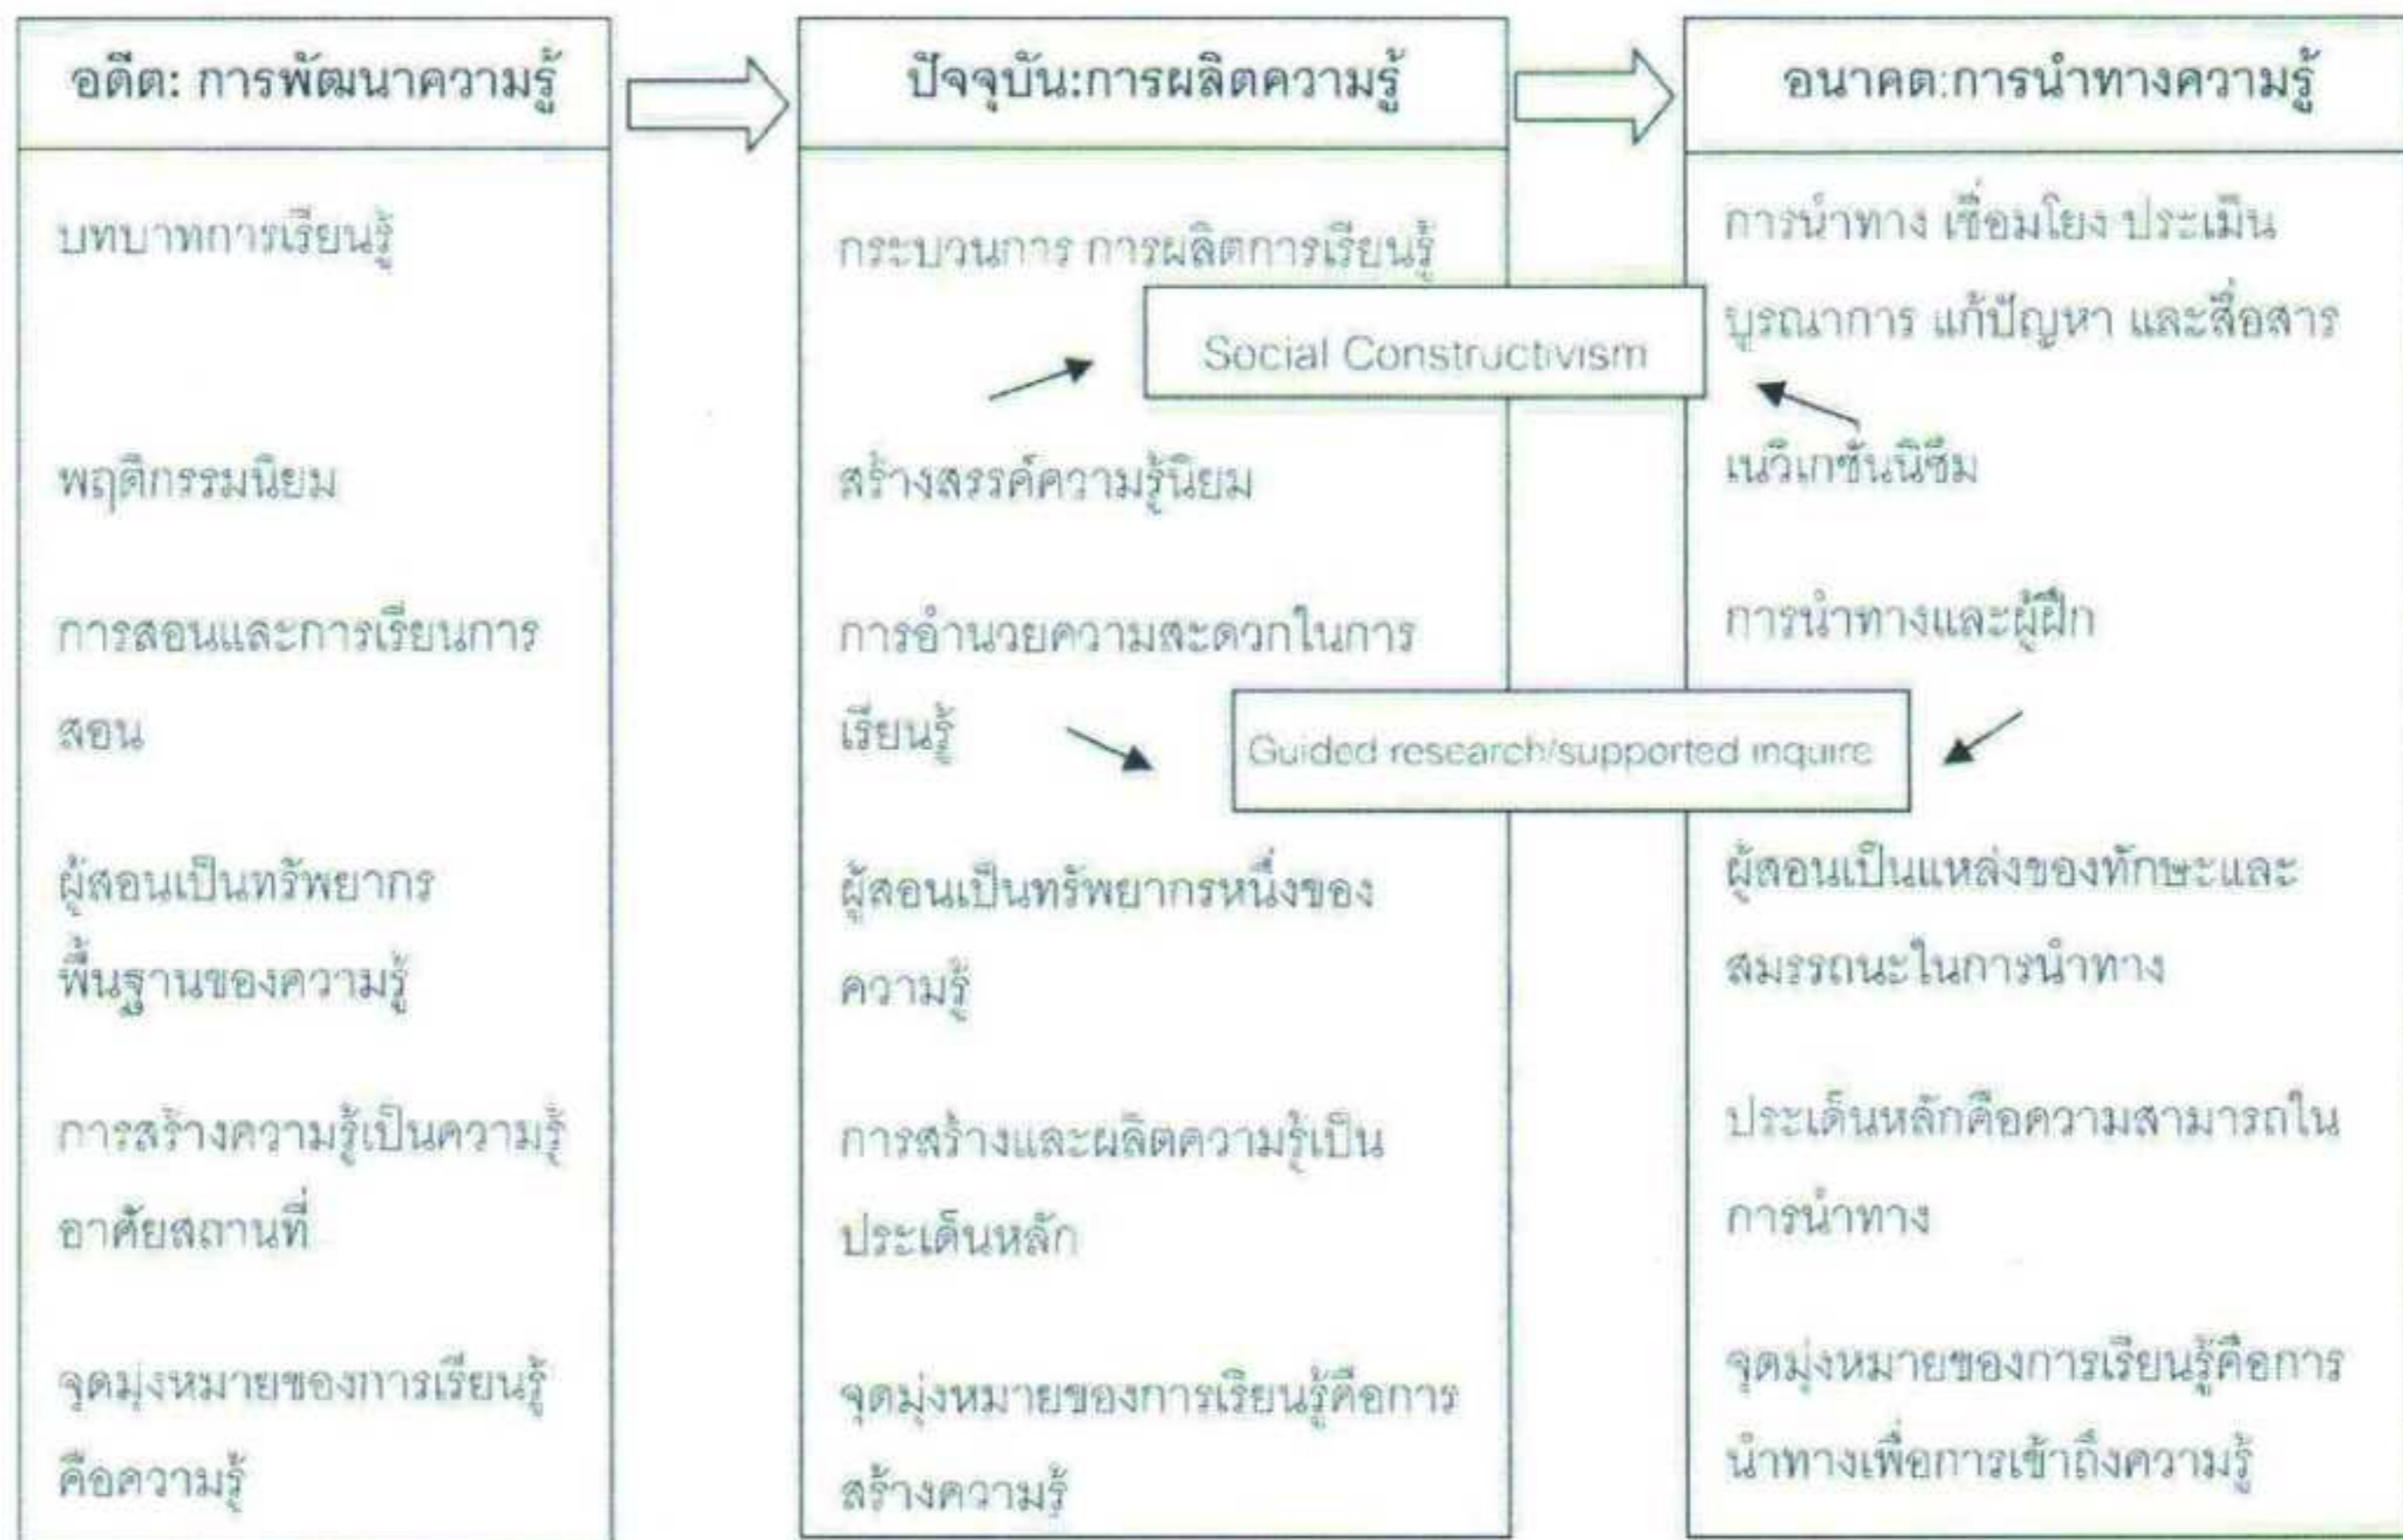 อดีต: การพัฒนาความรู้
บทบาทการเรียนรู้
พฤติกรรมนิยม
การสอนและการเรียนการ
สอน
ผู้สอนเป็นทรัพยากร
พื้นฐานของความรู้
การสร้างความรู้เป็นความรู้
อาศัยสถานที่
จุดมุ่งหมายของการเรียนรู้
คือความรู้
ปัจจุบัน:การผลิตความรู้
กระบวนการ การผลิตการเรียนรู้
Social Constructivism
สร้างสรรค์ความรู้นิยม
การอำนวยความสะดวกในการ
เรียนรู้
Guided research/supported inquire
ผู้สอนเป็นทรัพยากรหนึ่งของ
ความรู้
การสร้างและผลิตความรู้เป็น
ประเด็นหลัก
จุดมุ่งหมายของการเรียนรู้คือการ
สร้างความรู้
อนาคต:การนำทางความรู้
การนำทาง เชื่อมโยง ประเมิน
บูรณาการ แก้ปัญหา และสื่อสาร
เนวิเกชันนิซึม
การนำทางและผู้ฝึก
ผู้สอนเป็นแหล่งของทักษะและ
สมรรถนะในการนำทาง
ประเด็นหลักคือความสามารถใน
การนำทาง
จุดมุ่งหมายของการเรียนรู้คือการ
นำทางเพื่อการเข้าถึงความรู้